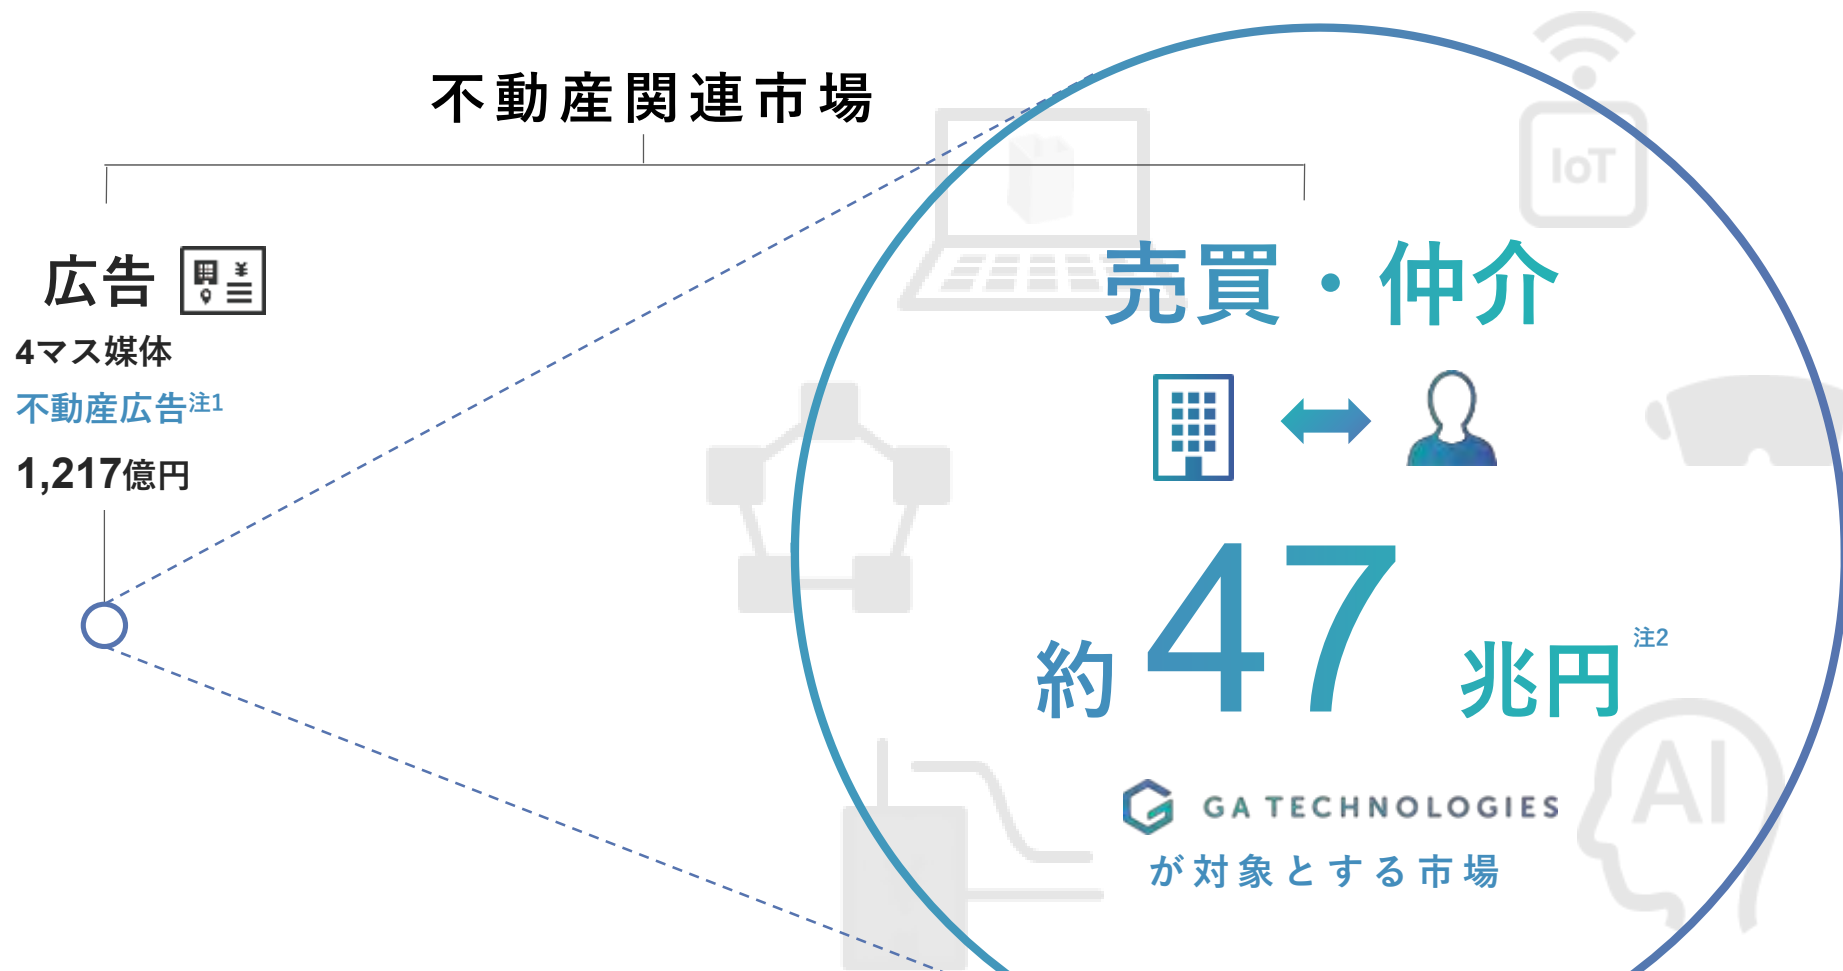 不動産関連市場
広告
¥
4マス媒体
不動産広告注1
1,217億円
IoT
売買・仲介
約47兆円注2
GA TECHNOLOGIES
が対象とする市場
AI